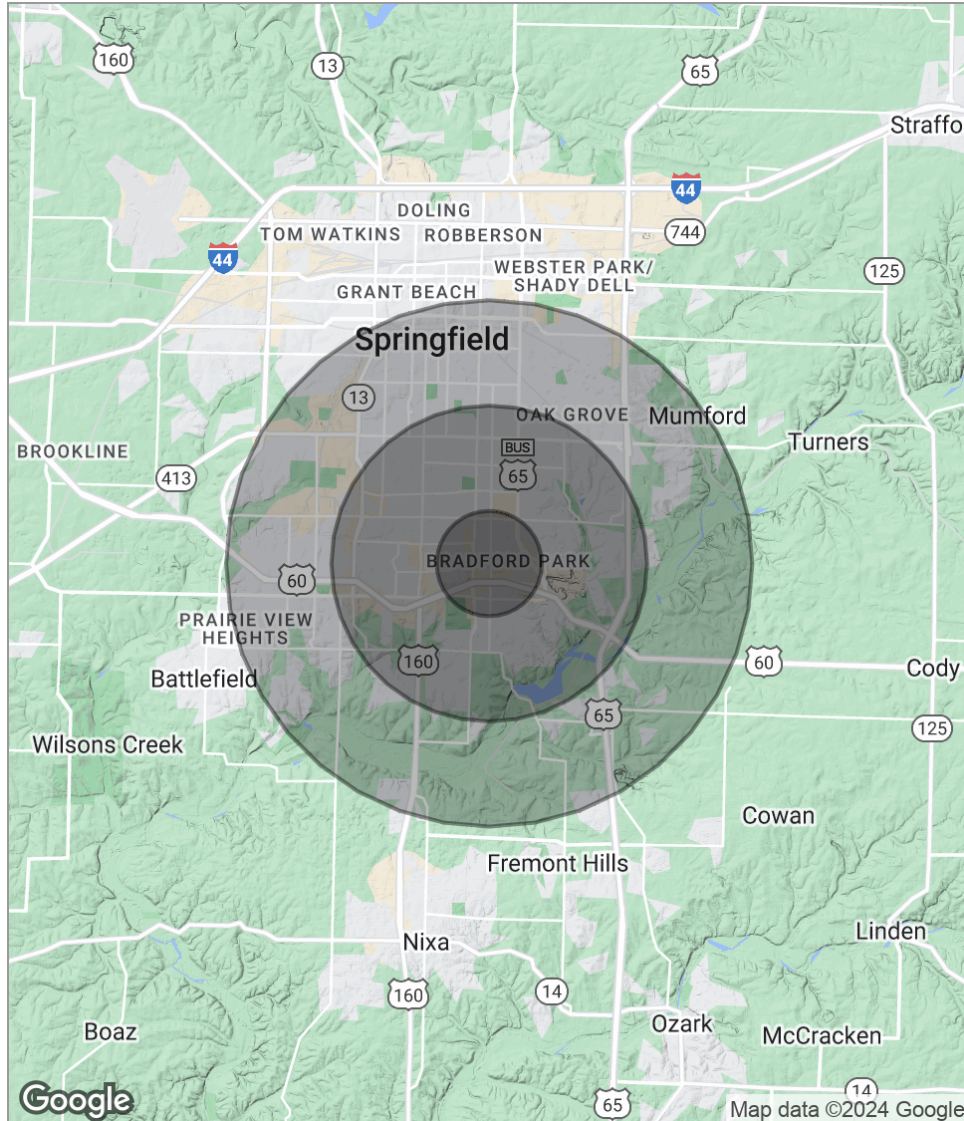 160
13
65
Straffo
44
DOLING
744
TOM WATKINS
ROBBERSON
44
WEBSTER PARK/
SHADY DELL
125
GRANT BEACH
Springfield
13
OAK GROVE
Mumford
Turners
BROOKLINE
BUS
65
413
BRADFORD PARK
60
PRAIRIE VIEW
HEIGHTS
160
60
Cody
Battlefield
65
125
Wilsons Creek
Cowan
Fremont Hills
Linden
Nixa
160
14
Boaz
Ozark
McCracken
14
65
Google
Map data ©2024 Google